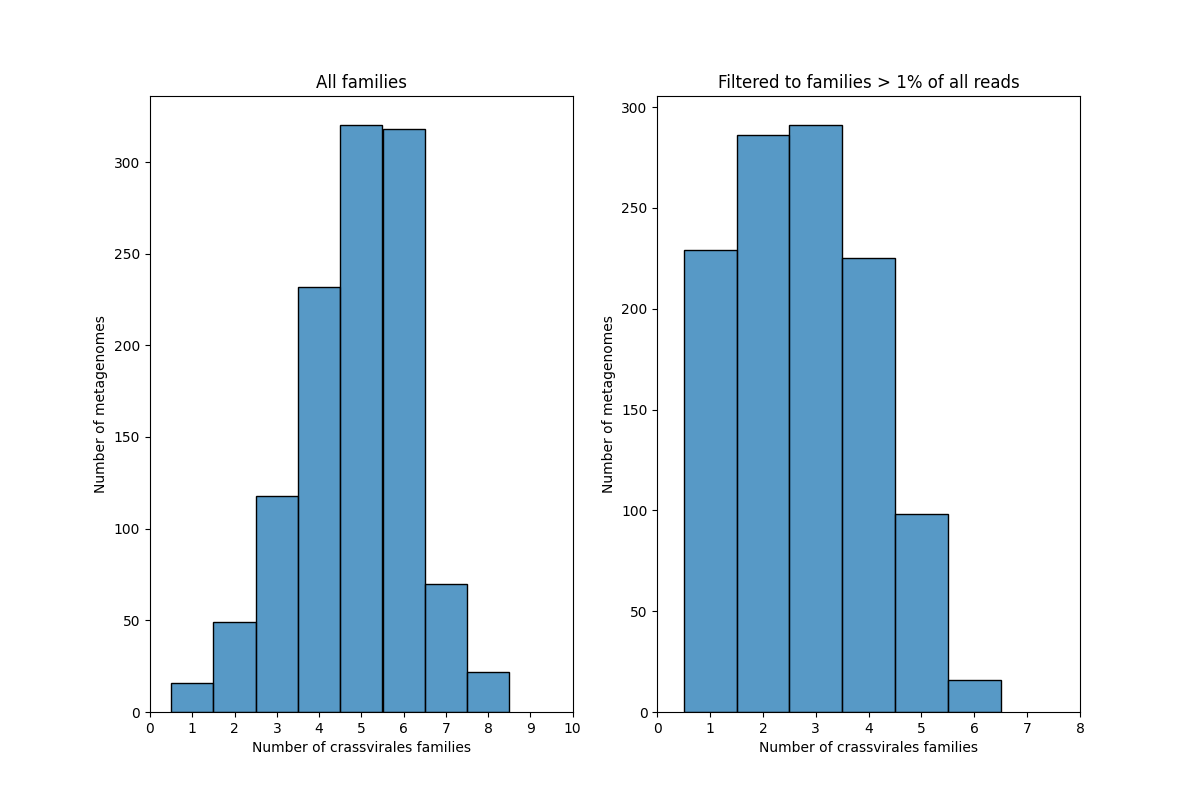 All families
Number of metagenomes
300
250
200
150
100
50
0
0 1 2 3 4 5 6 7 8 9 10
Number of crassvirales families
Filtered to families > 1% of all reads
Number of metagenomes
300
250
200
150
100
50
0
0 1 2 3 4 5 6 7 8
Number of crassvirales families